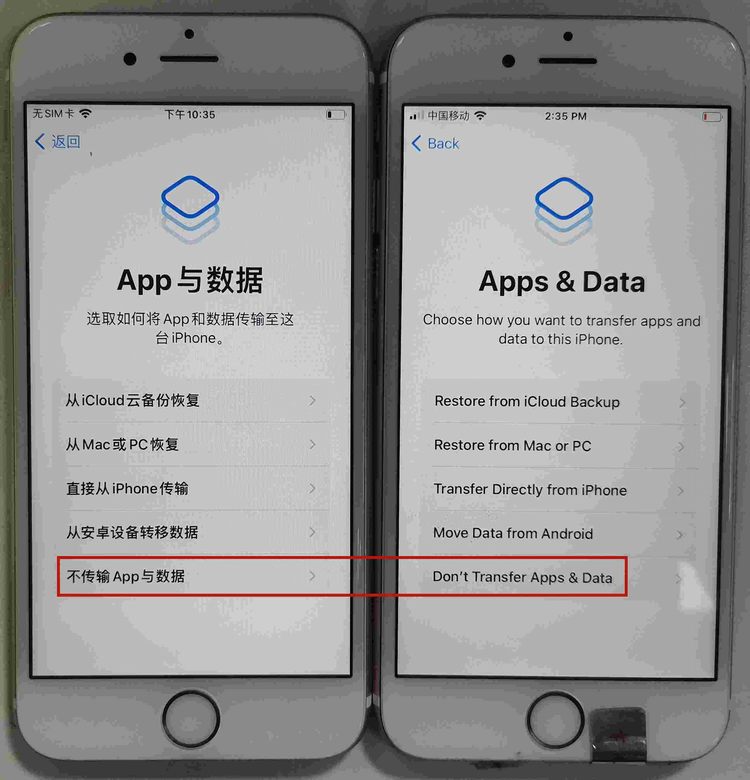 无SIM卡 下午10:35
返回
App与数据
选取如何将App和数据传输至这
台iPhone。
从iCloud云备份恢复
从Mac或PC恢复
直接从iPhone传输
从安卓设备转移数据
不传输App与数据
中国移动 2:35 PM
Back
Apps & Data
Choose how you want to transfer apps and
data to this iPhone.
Restore from iCloud Backup
Restore from Mac or PC
Transfer Directly from iPhone
Move Data from Android
Don't Transfer Apps & Data